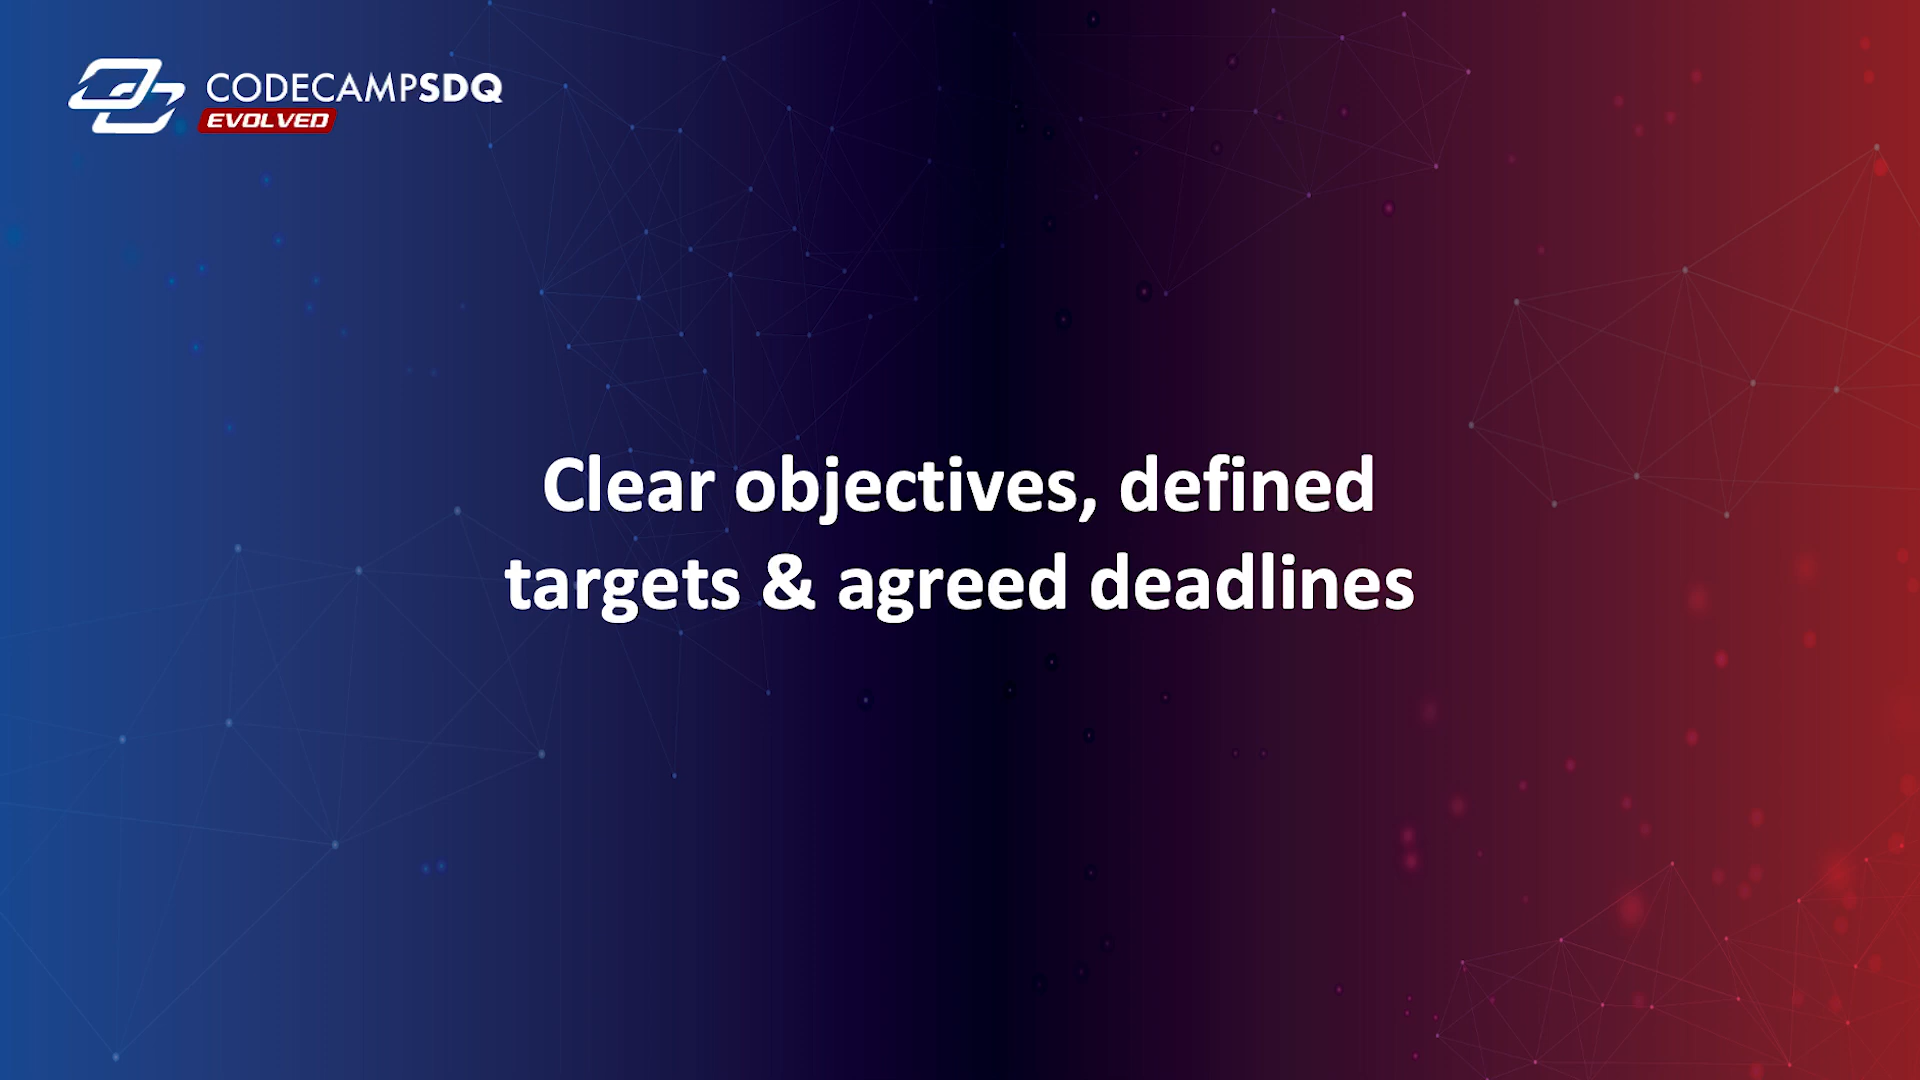 CODECAMPSDQ
EVOLVED
Clear objectives, defined
targets & agreed deadlines